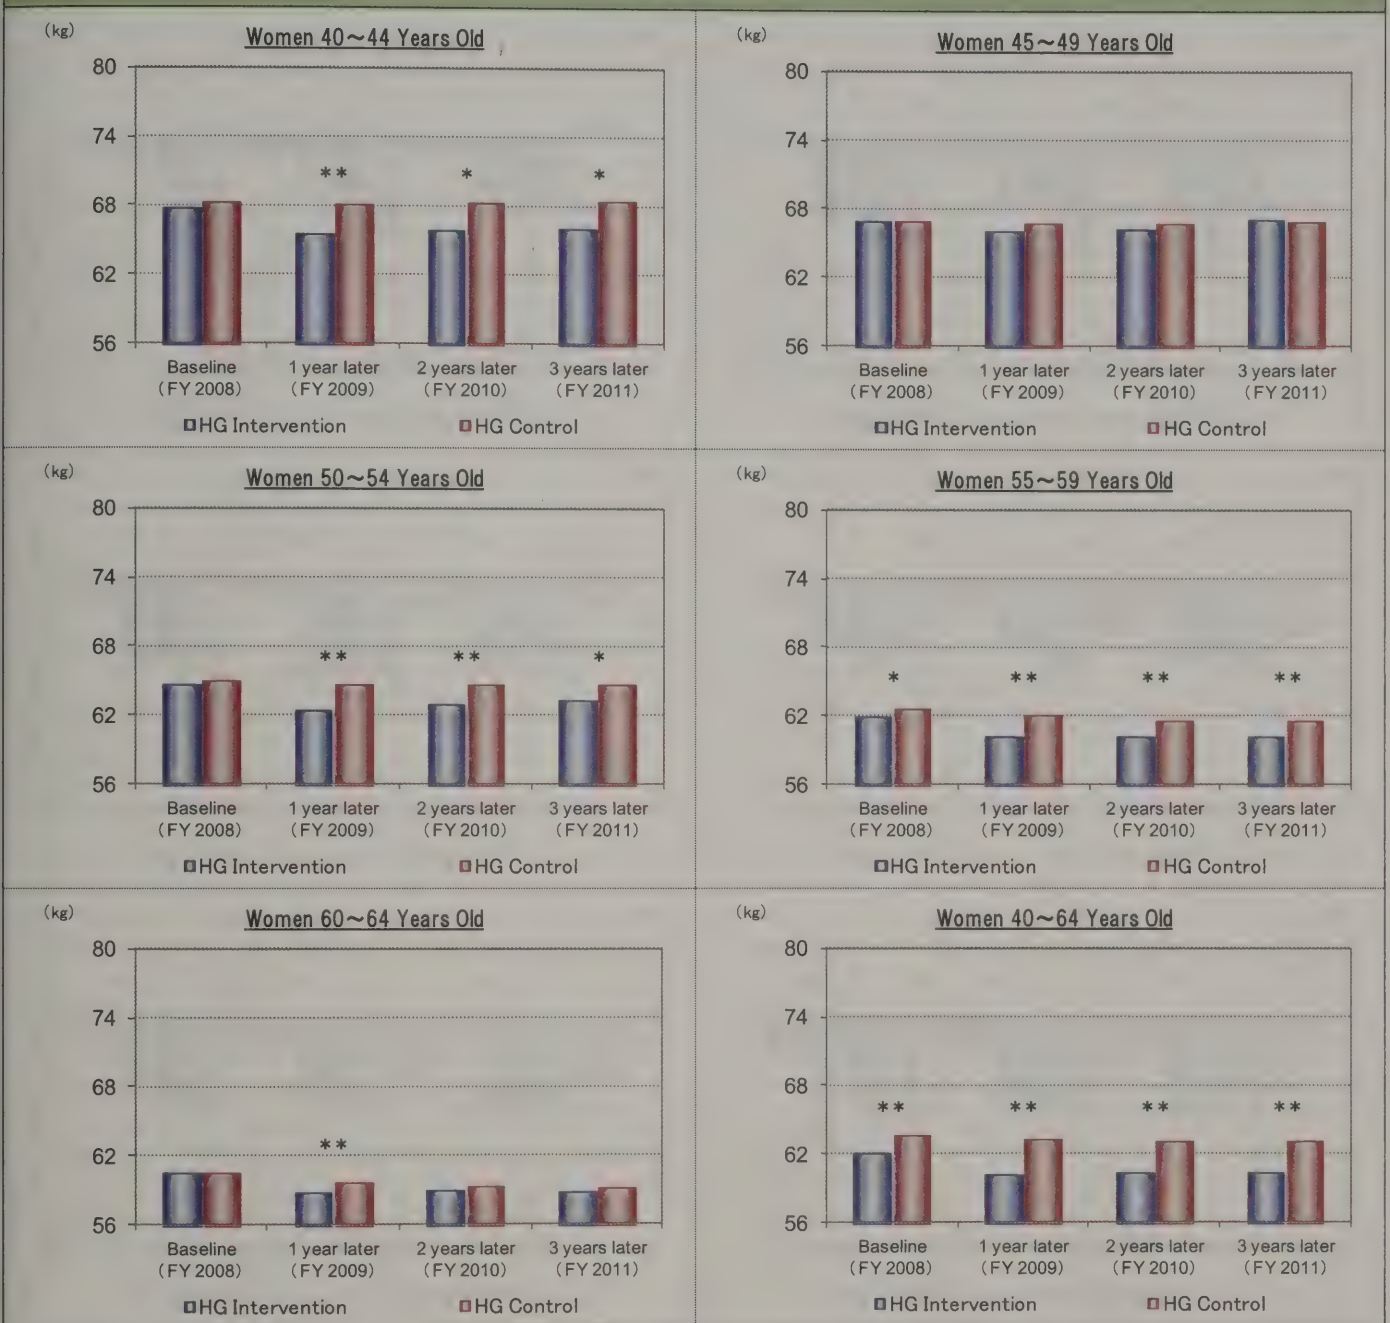 (kg)
Women 40～44 Years Old
80
74
68
62
56
** * *
Baseline 1 year later 2 years later 3 years later
(FY 2008) (FY 2009) (FY 2010) (FY 2011)
HG Intervention HG Control
(kg)
Women 45～49 Years Old
80
74
68
62
56
Baseline 1 year later 2 years later 3 years later
(FY 2008) (FY 2009) (FY 2010) (FY 2011)
HG Intervention HG Control
(kg)
Women 50～54 Years Old
80
74
68
62
56
** ** *
Baseline 1 year later 2 years later 3 years later
(FY 2008) (FY 2009) (FY 2010) (FY 2011)
HG Intervention HG Control
(kg)
Women 55～59 Years Old
80
74
68
62
56
* ** ** **
Baseline 1 year later 2 years later 3 years later
(FY 2008) (FY 2009) (FY 2010) (FY 2011)
HG Intervention HG Control
(kg)
Women 60～64 Years Old
80
74
68
62
56
**
Baseline 1 year later 2 years later 3 years later
(FY 2008) (FY 2009) (FY 2010) (FY 2011)
HG Intervention HG Control
(kg)
Women 40～64 Years Old
80
74
68
62
56
** ** ** **
Baseline 1 year later 2 years later 3 years later
(FY 2008) (FY 2009) (FY 2010) (FY 2011)
HG Intervention HG Control